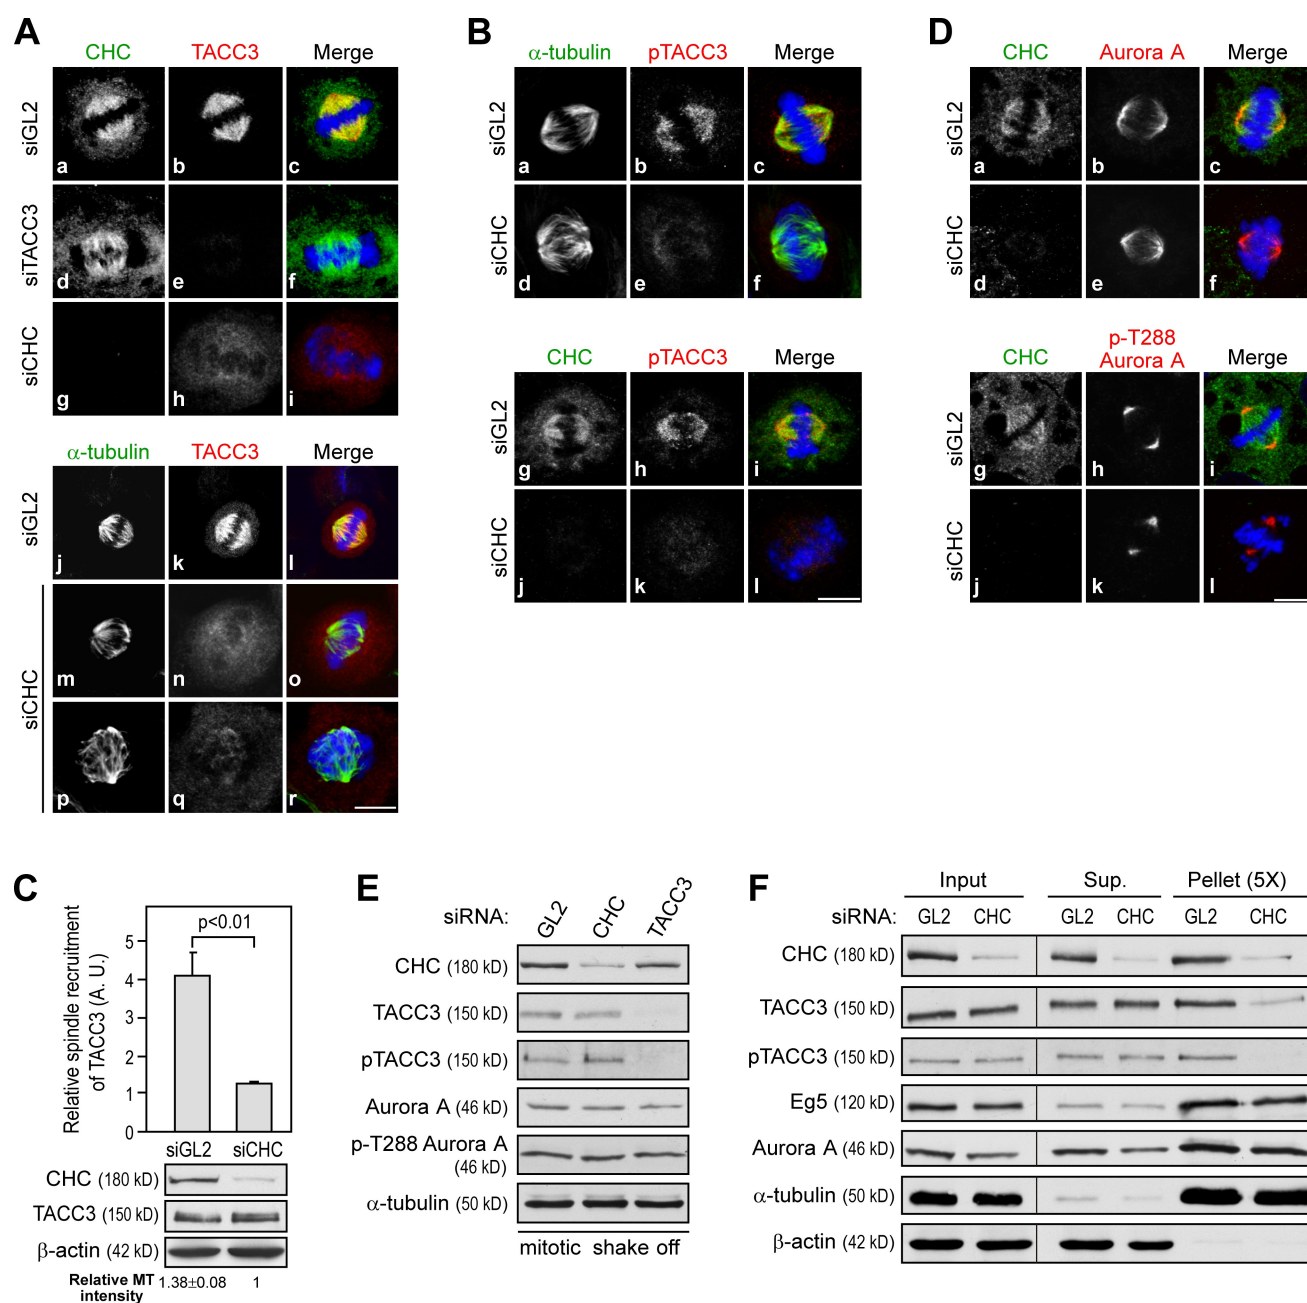 A
CHC TACC3 Merge
siGL2
a b c
siTACC3
d e f
siCHC
g h i
α-tubulin TACC3 Merge
siGL2
j k l
siCHC
m n o
p q r
B
α-tubulin pTACC3 Merge
siGL2
a b c
siCHC
d e f
CHC pTACC3 Merge
siGL2
g h i
siCHC
j k l
D
CHC Aurora A Merge
siGL2
a b c
siCHC
d e f
p-T288
CHC Aurora A Merge
siGL2
g h i
siCHC
j k l
C
Relative spindle recruitment
of TACC3 (A. U.)
p<0.01
5
4
3
2
1
0
siGL2 siCHC
CHC (180 kD)
TACC3 (150 kD)
β-actin (42 kD)
Relative MT 1.38±0.08 1
intensity
E
siRNA: GL2 CHC TACC3
CHC (180 kD)
TACC3 (150 kD)
pTACC3 (150 kD)
Aurora A (46 kD)
p-T288 Aurora A
(46 kD)
α-tubulin (50 kD)
mitotic shake off
F
Input Sup. Pellet (5X)
siRNA: GL2 CHC GL2 CHC GL2 CHC
CHC (180 kD)
TACC3 (150 kD)
pTACC3 (150 kD)
Eg5 (120 kD)
Aurora A (46 kD)
α-tubulin (50 kD)
β-actin (42 kD)